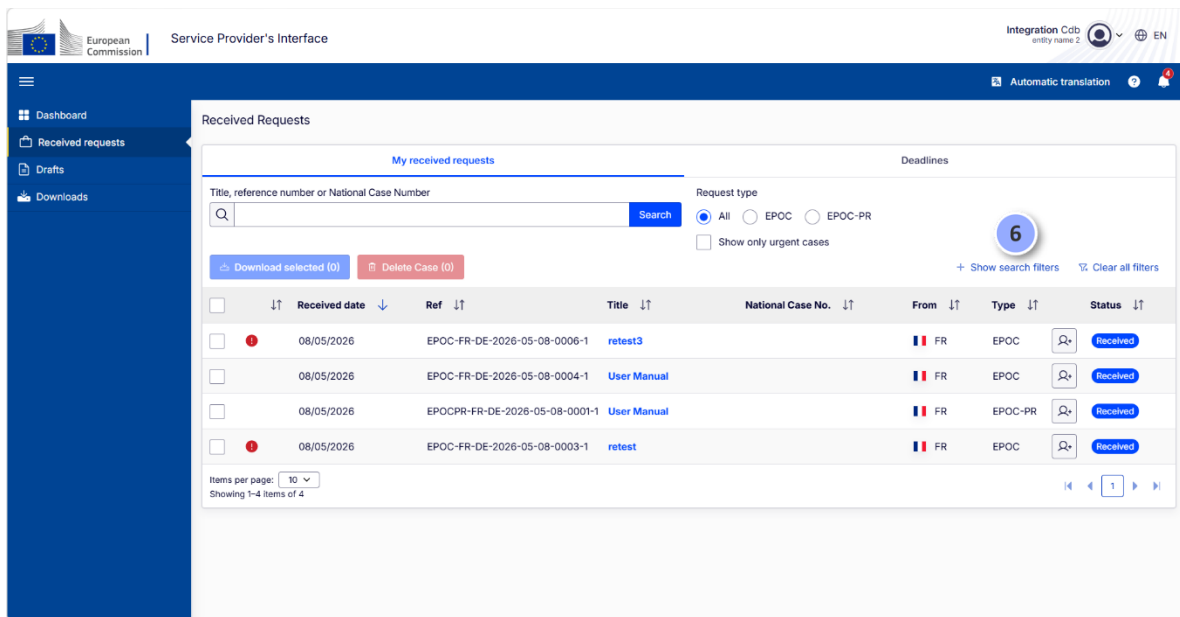 European
Commission
Service Provider's Interface
Integration Cdb
entity name 2
EN
Automatic translation
?
4
Dashboard
Received requests
Drafts
Downloads
Received Requests
My received requests
Deadlines
Title, reference number or National Case Number
Search
Request type
All EPOC EPOC-PR
Show only urgent cases
6
Download selected (0) Delete Case (0)
+ Show search filters Clear all filters
Received date Ref Title National Case No. From Type Status
! 08/05/2026 EPOC-FR-DE-2026-05-08-0006-1 retest3 FR EPOC Received
08/05/2026 EPOC-FR-DE-2026-05-08-0004-1 User Manual FR EPOC Received
08/05/2026 EPOCPR-FR-DE-2026-05-08-0001-1 User Manual FR EPOC-PR Received
! 08/05/2026 EPOC-FR-DE-2026-05-08-0003-1 retest FR EPOC Received
Items per page: 10
Showing 1–4 items of 4
1